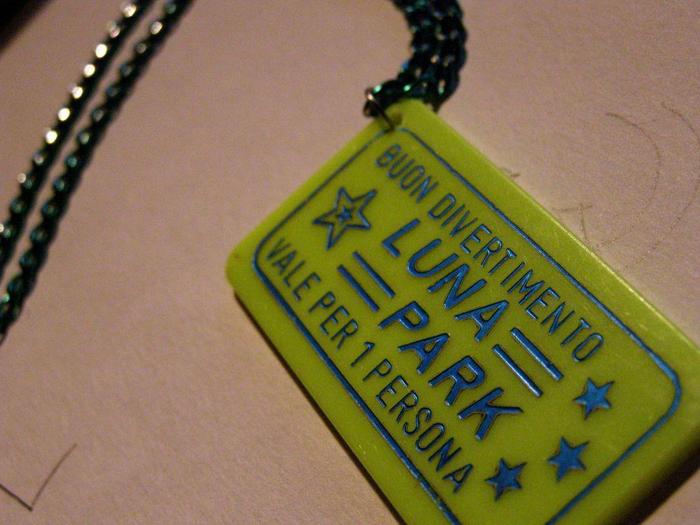 BUON DIVERTIMENTO
LUNA
PARK
VALE PER 1 PERSONA